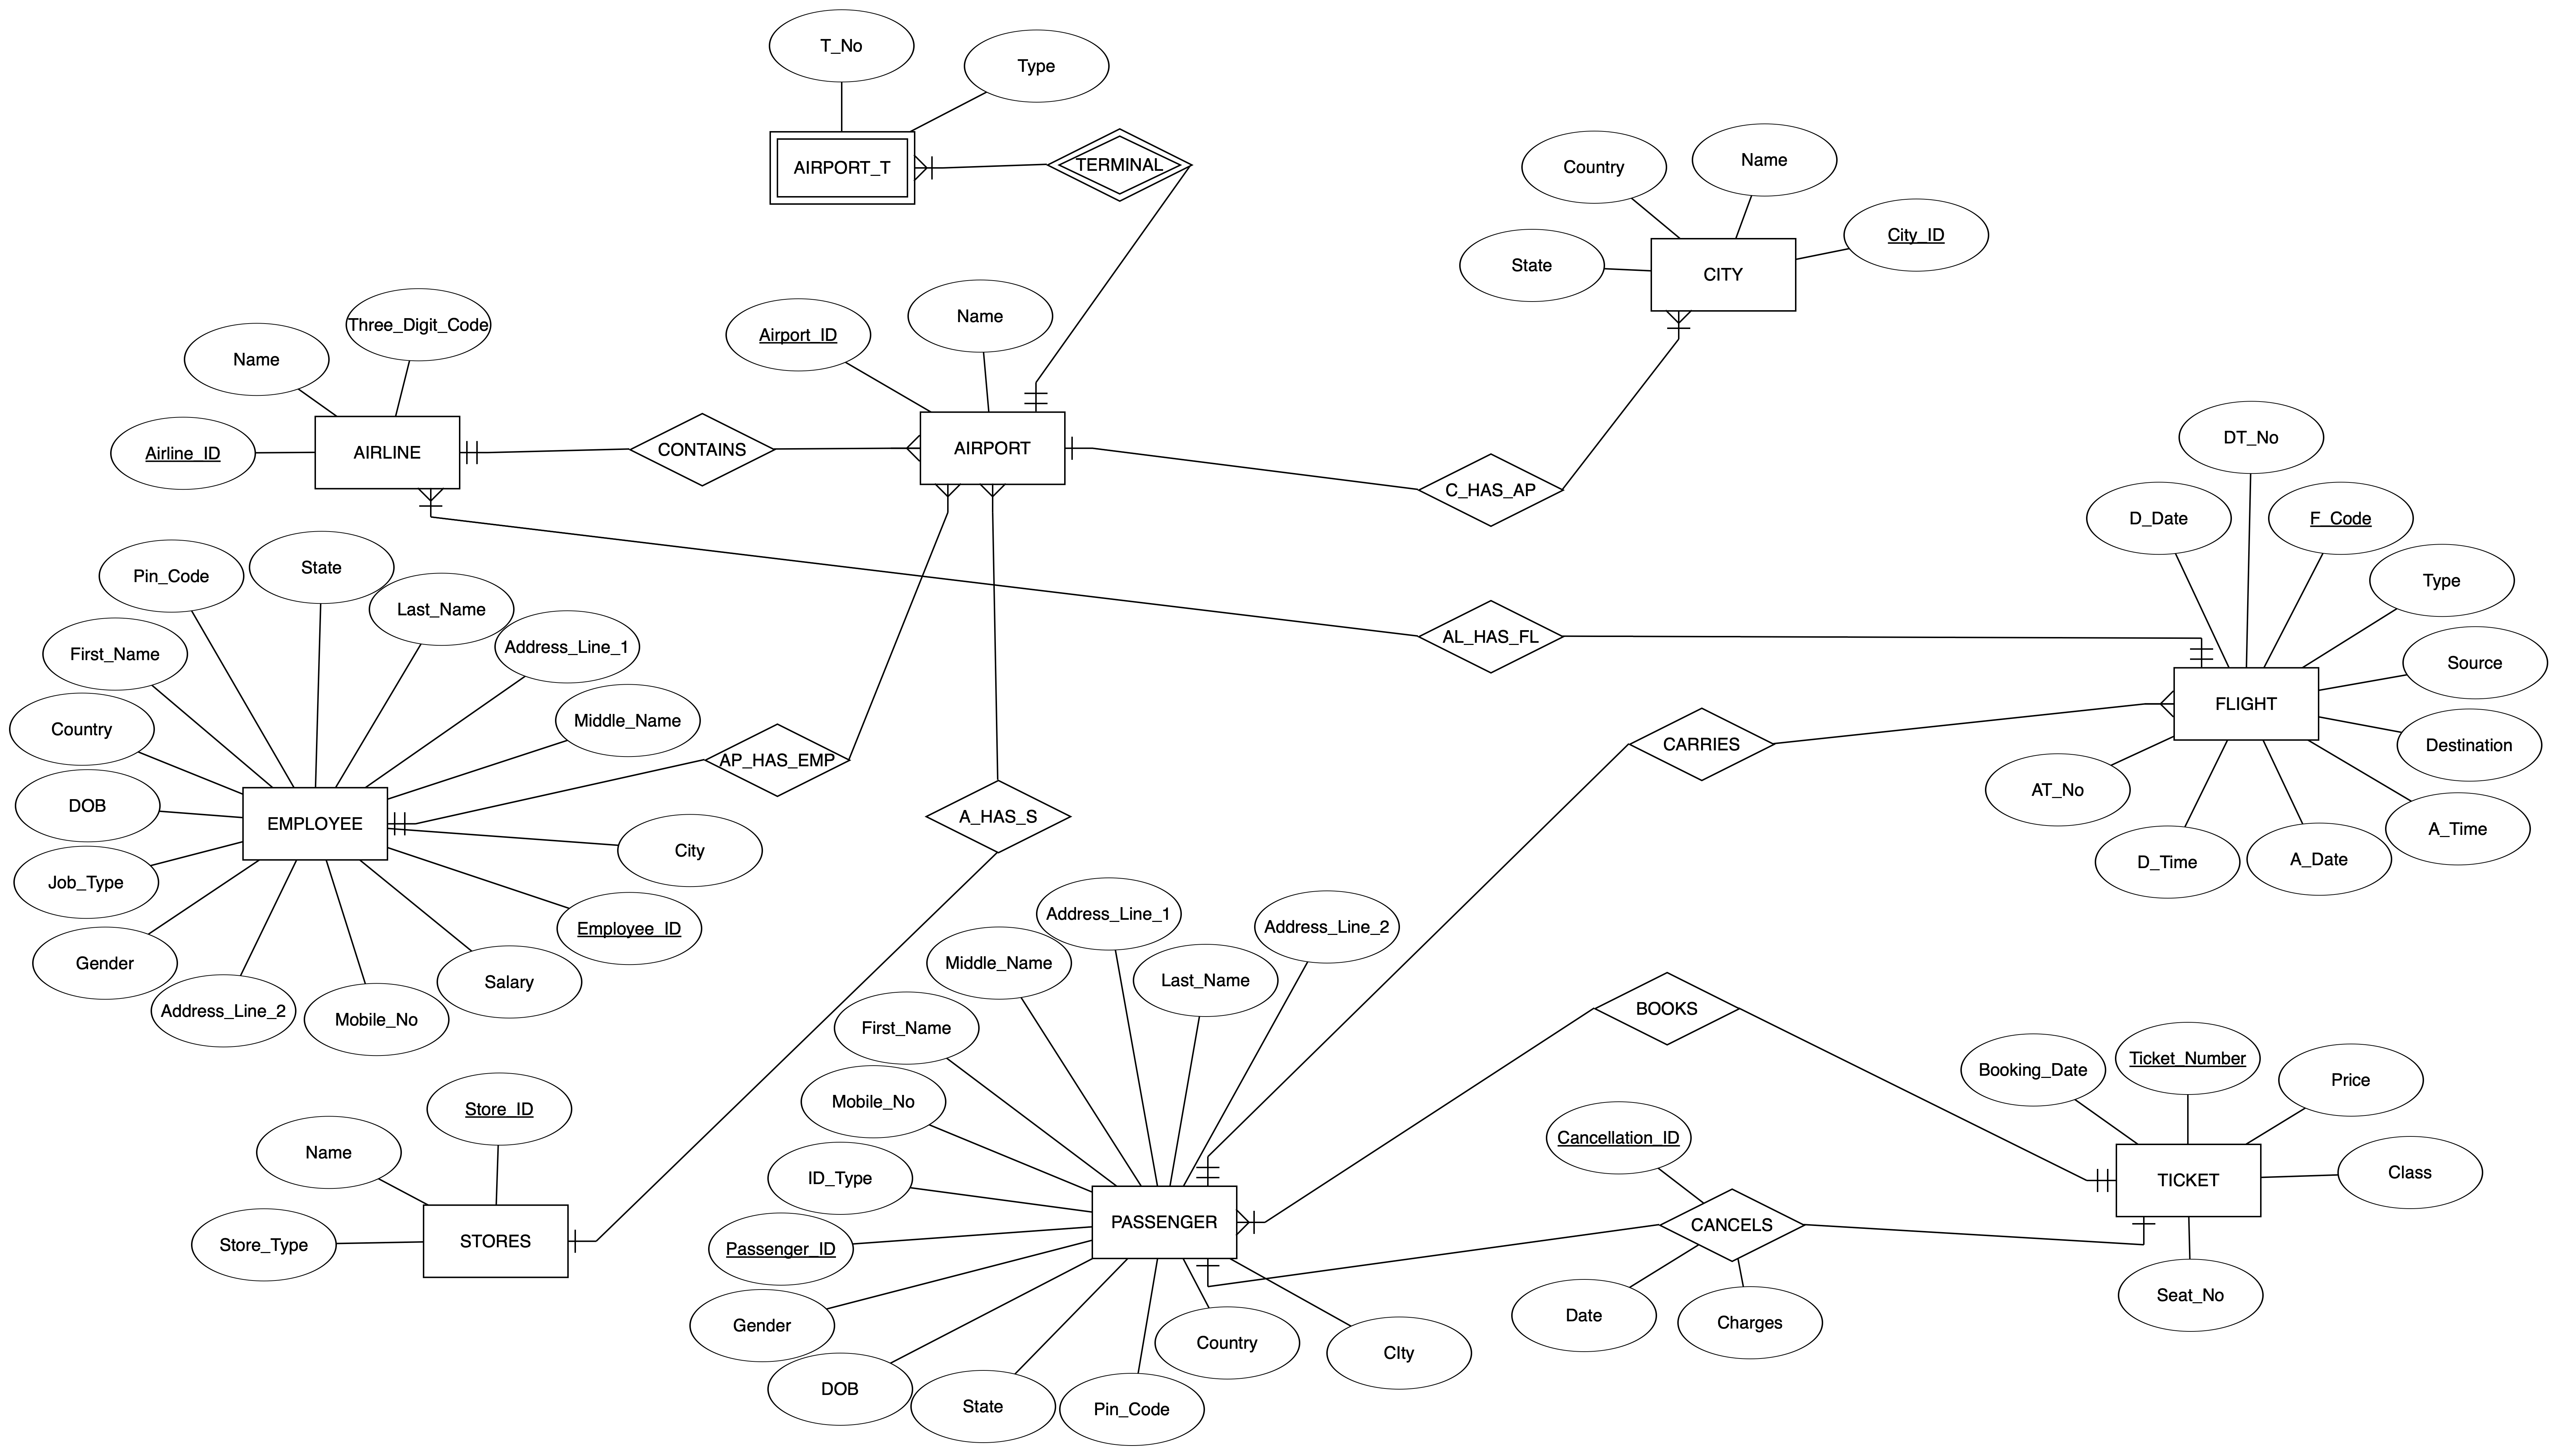 T_No
Type
AIRPORT_T
TERMINAL
Country
Name
State
City_ID
CITY
Three_Digit_Code
Name
Airline_ID
AIRLINE
CONTAINS
Airport_ID
Name
AIRPORT
C_HAS_AP
DT_No
D_Date
F_Code
Type
Source
Destination
A_Time
A_Date
D_Time
AT_No
FLIGHT
AL_HAS_FL
CARRIES
Pin_Code
State
Last_Name
First_Name
Address_Line_1
Country
Middle_Name
DOB
EMPLOYEE
AP_HAS_EMP
City
Job_Type
Employee_ID
Gender
Salary
Address_Line_2
Mobile_No
A_HAS_S
Store_ID
Name
Store_Type
STORES
Address_Line_1
Address_Line_2
Middle_Name
Last_Name
First_Name
Mobile_No
ID_Type
Passenger_ID
PASSENGER
Gender
DOB
State
Pin_Code
Country
CIty
BOOKS
Cancellation_ID
CANCELS
Date
Charges
Booking_Date
Ticket_Number
Price
Class
TICKET
Seat_No